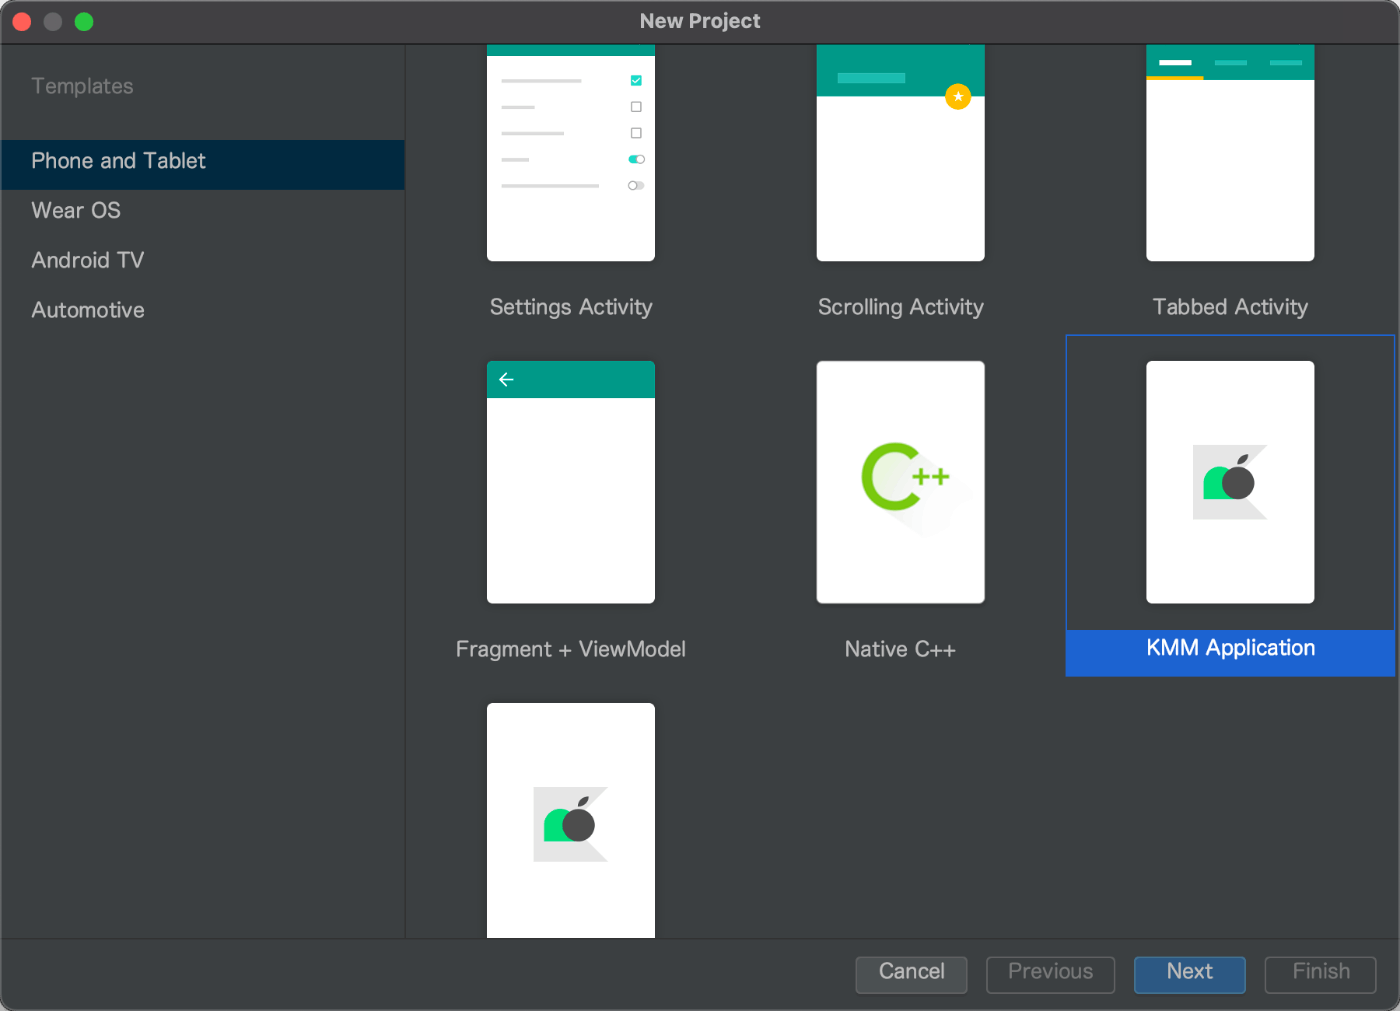 New Project
Templates
Phone and Tablet
Wear OS
Android TV
Automotive
Settings Activity
Scrolling Activity
Tabbed Activity
Fragment + ViewModel
C++
Native C++
KMM Application
Cancel
Previous
Next
Finish